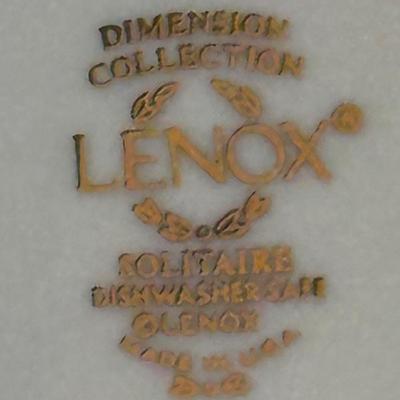 DIMENSION
COLLECTION
LENOX®
SOLITAIRE
DISHWASHER SAFE
©LENOX
MADE IN U.S.A.